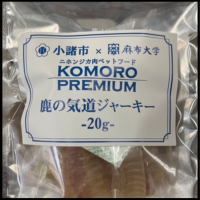 小諸市 × 麻布大学
ニホンジカ肉ペットフード
KOMORO
PREMIUM
鹿の気道ジャーキー
-20g-